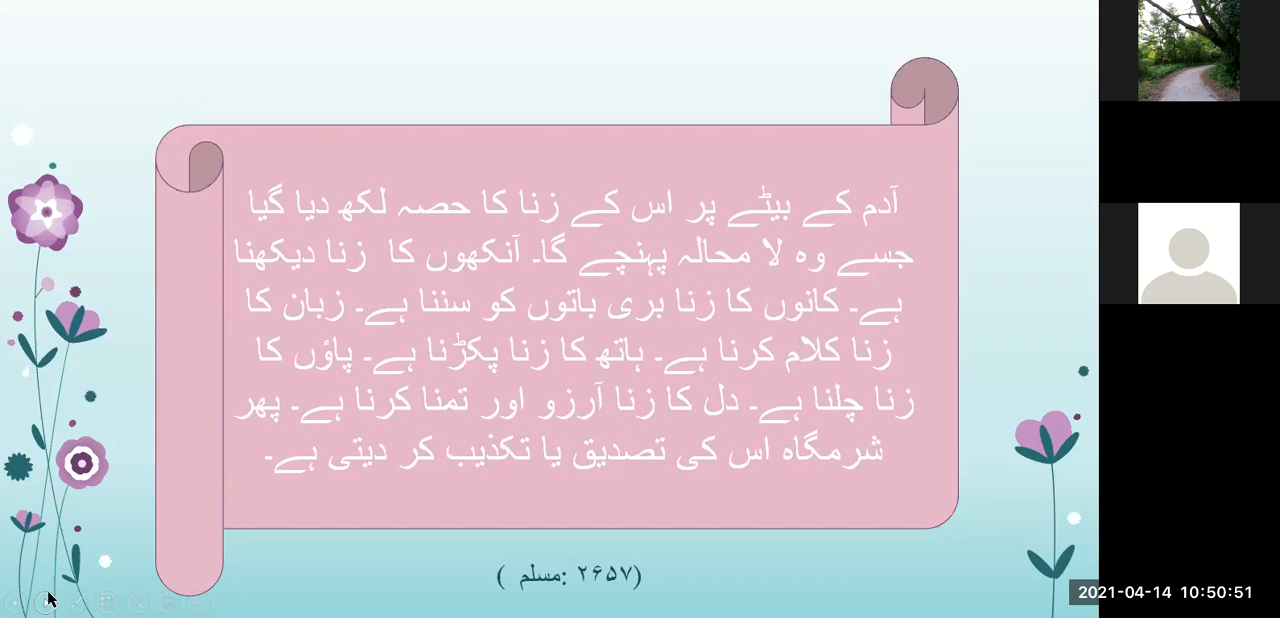 آدم کے بیٹے پر اس کے زنا کا حصہ لکھ دیا گیا
جسے وہ لا محالہ پہنچے گا۔ آنکھوں کا زنا دیکھنا
ہے۔ کانوں کا زنا بری باتوں کو سننا ہے۔ زبان کا
زنا کلام کرنا ہے۔ ہاتھ کا زنا پکڑنا ہے۔ پاؤں کا
زنا چلنا ہے۔ دل کا زنا آرزو اور تمنا کرنا ہے۔ پھر
شرمگاہ اس کی تصدیق یا تکذیب کر دیتی ہے۔
(مسلم: ۲۶۵۷)
2021-04-14 10:50:51